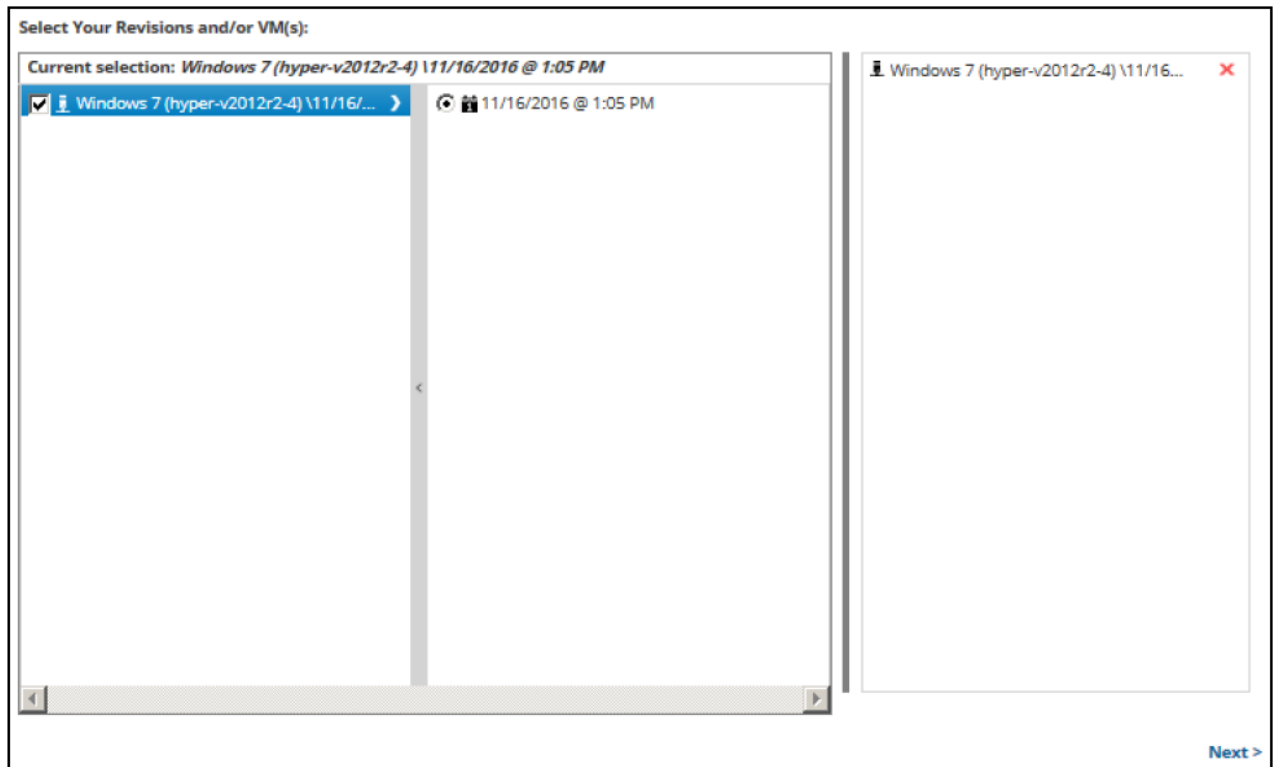 Select Your Revisions and/or VM(s):
Current selection: Windows 7 (hyper-v2012r2-4) \11/16/2016 @ 1:05 PM
Windows 7 (hyper-v2012r2-4) \11/16/...
11/16/2016 @ 1:05 PM
Windows 7 (hyper-v2012r2-4) \11/16...
Next >